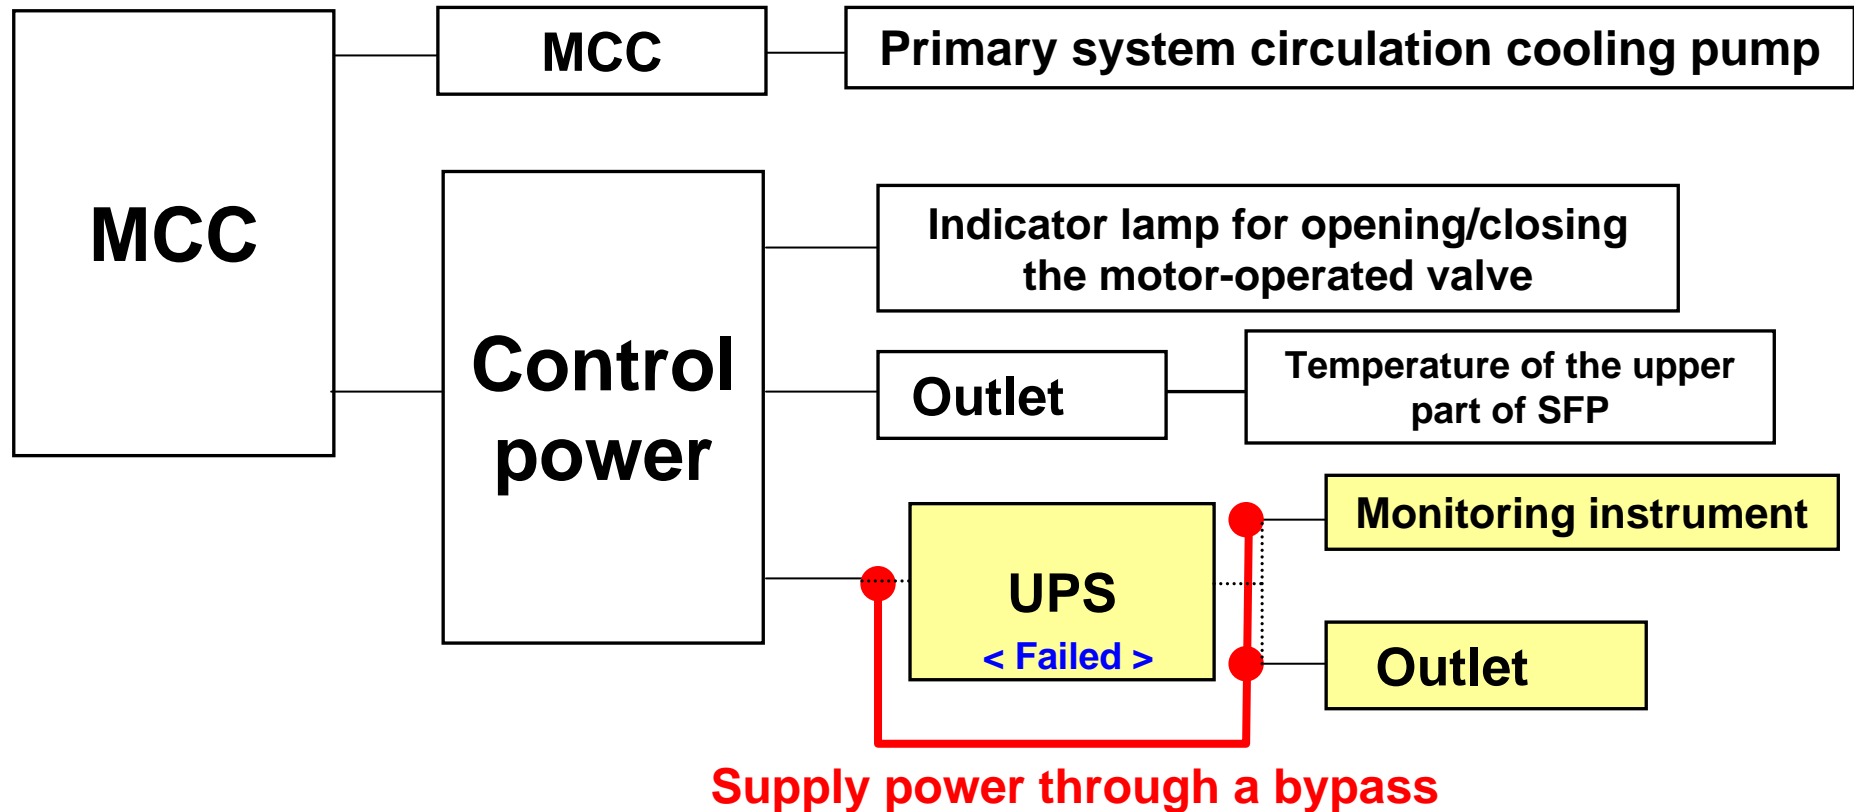 MCC
MCC
Primary system circulation cooling pump
Control
power
Indicator lamp for opening/closing
the motor-operated valve
Outlet
Temperature of the upper
part of SFP
UPS
< Failed >
Monitoring instrument
Outlet
Supply power through a bypass